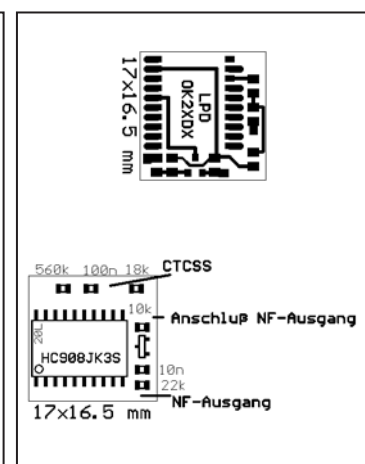 17x16.5 mm
LPD
OK2XDX
560k 100n 18k CTCSS
10k
Anschluß NF-Ausgang
20L
HC908JK3S
10n
22k
NF-Ausgang
17x16.5 mm